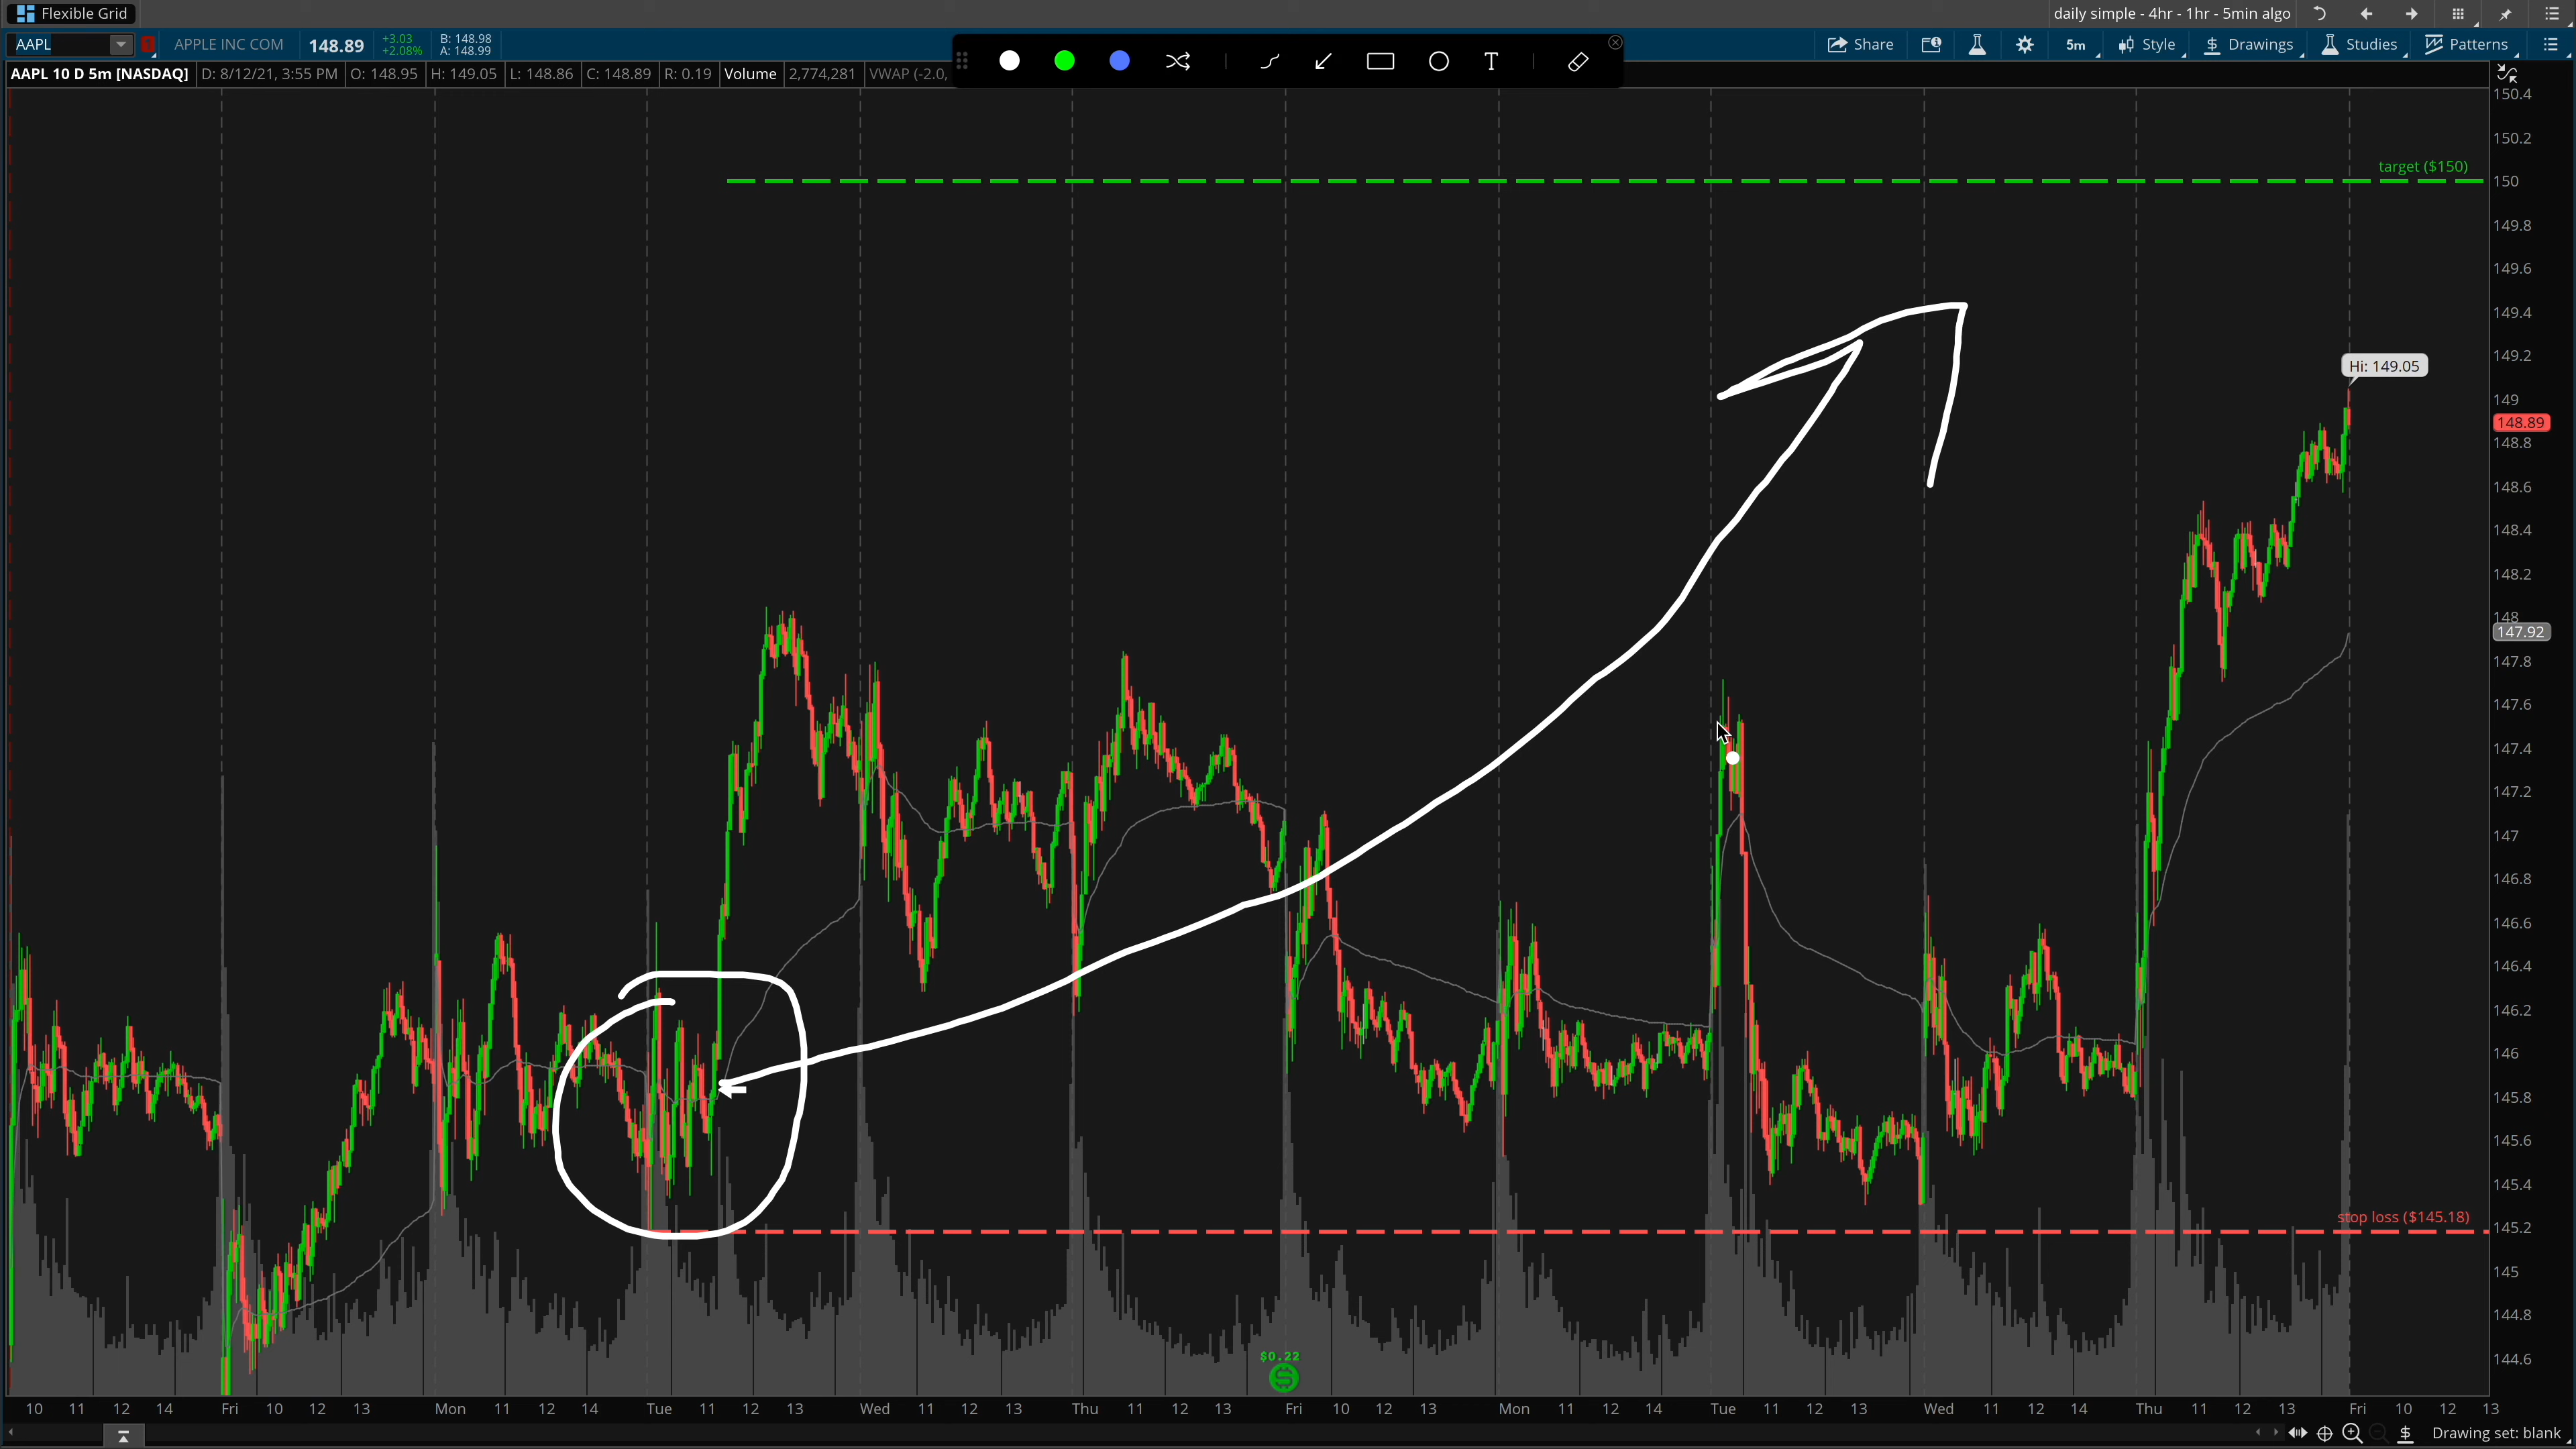 Flexible Grid
daily simple - 4hr - 1hr - 5min algo
AAPL
1
APPLE INC COM
148.89
+3.03
+2.08%
B: 148.98
A: 148.99
T
Share
5m
Style
$ Drawings
Studies
Patterns
AAPL 10 D 5m [NASDAQ]
D: 8/12/21, 3:55 PM
O: 148.95
H: 149.05
L: 148.86
C: 148.89
R: 0.19
Volume
2,774,281
VWAP (-2.0,
150.4
150.2
target ($150)
150
149.8
149.6
149.4
149.2
Hi: 149.05
149
148.89
148.8
148.6
148.4
148.2
148
147.92
147.8
147.6
147.4
147.2
147
146.8
146.6
146.4
146.2
146
145.8
145.6
145.4
stop loss ($145.18)
145.2
145
144.8
$0.22
$
144.6
10 11 12 14 Fri 10 12 13 Mon 11 12 14 Tue 11 12 13 Wed 11 12 13 Thu 11 12 13 Fri 10 12 13 Mon 11 12 14 Tue 11 12 13 Wed 11 12 14 Thu 11 12 13 Fri 10 12 13
$ Drawing set: blank